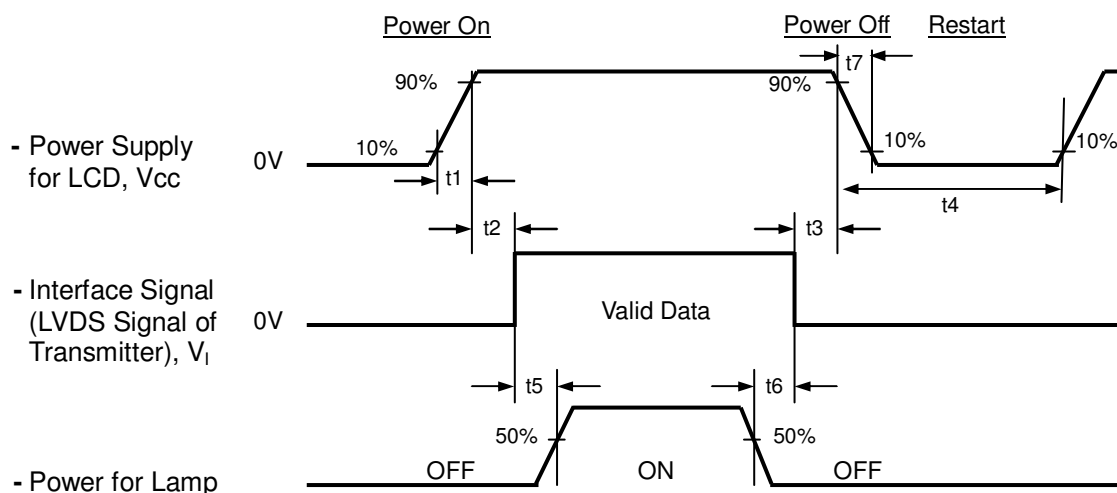 Power On
Power Off
Restart
t7
90%
90%
10%
10%
10%
- Power Supply
for LCD, Vcc
0V
t1
t4
t2
t3
- Interface Signal
(LVDS Signal of
Transmitter), VI
0V
Valid Data
t5
t6
50%
50%
- Power for Lamp
OFF
ON
OFF